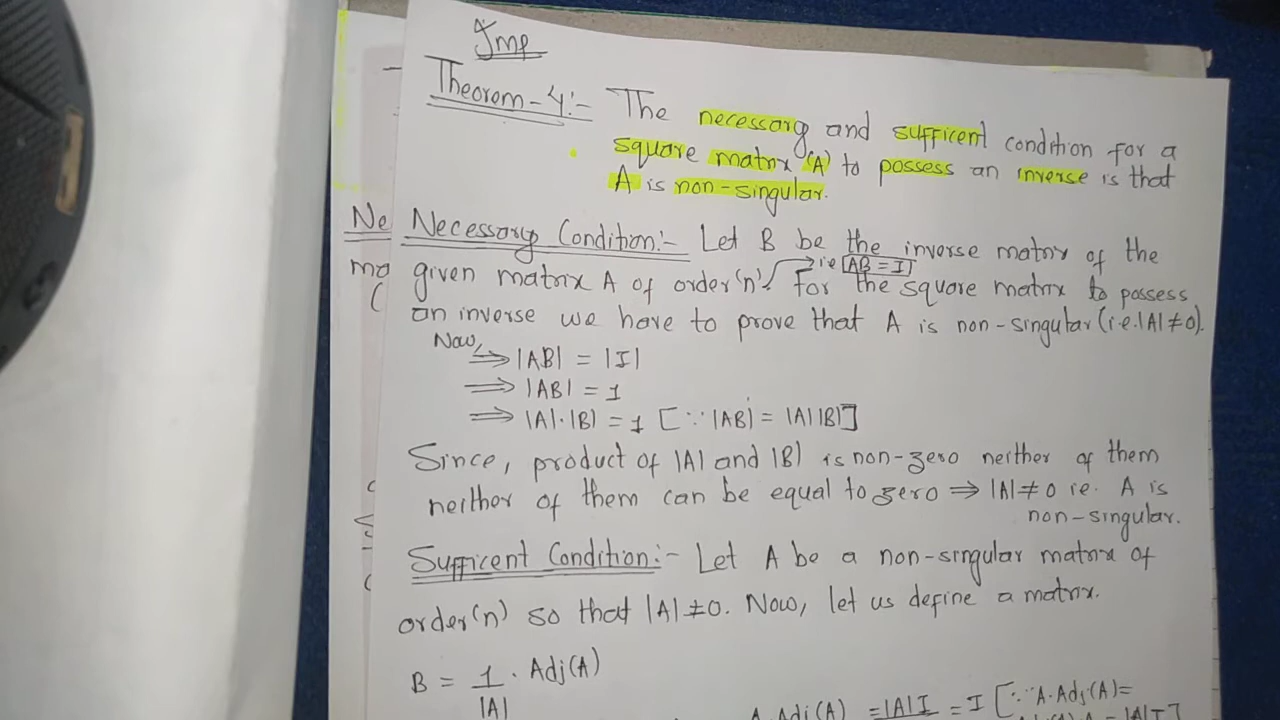 Imp
Theorem-4:- The necessary and sufficent condition for a
square matrix (A) to possess an inverse is that
A is non-singular.
Ne
Necessary Condition:- Let B be the inverse matrix of the
i.e AB = I
ma
given matrix A of order(n). For the square matrix to possess
an inverse we have to prove that A is non-singular (i.e. |A| ≠ 0).
Now,
⇒ |AB| = |I|
⇒ |AB| = 1
⇒ |A|·|B| = 1 [∵ |AB| = |A||B|]
Since, product of |A| and |B| is non-zero neither of them
neither of them can be equal to zero ⇒ |A| ≠ 0 i.e. A is
non-singular.
Sufficent Condition:- Let A be a non-singular matrix of
order(n) so that |A| ≠ 0. Now, let us define a matrix.
B = 1/|A| · Adj(A)
A.Adj(A) = |A|I = I [∵ A.Adj(A) =